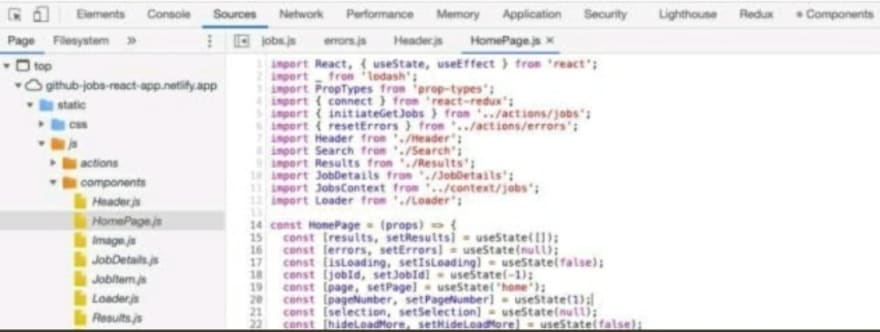 Elements Console Sources Network Performance Memory Application Security Lighthouse Redux Components
Page Filesystem »
jobs.js errors.js Header.js HomePage.js ×
top
github-jobs-react-app.netlify.app
static
css
js
actions
components
Header.js
HomePage.js
Image.js
JobDetails.js
JobItem.js
Loader.js
Results.js
1 import React, { useState, useEffect } from 'react';
2 import _ from 'lodash';
3 import PropTypes from 'prop-types';
4 import { connect } from 'react-redux';
5 import { initiateGetJobs } from '../actions/jobs';
6 import { resetErrors } from '../actions/errors';
7 import Header from './Header';
8 import Search from './Search';
9 import Results from './Results';
10 import JobDetails from './JobDetails';
11 import JobsContext from '../context/jobs';
12 import Loader from './Loader';
13
14 const HomePage = (props) => {
15 const [results, setResults] = useState([]);
16 const [errors, setErrors] = useState(null);
17 const [isLoading, setIsLoading] = useState(false);
18 const [jobId, setJobId] = useState(-1);
19 const [page, setPage] = useState('home');
20 const [pageNumber, setPageNumber] = useState(1);
21 const [selection, setSelection] = useState(null);
22 const [hideLoadMore, setHideLoadMore] = useState(false);